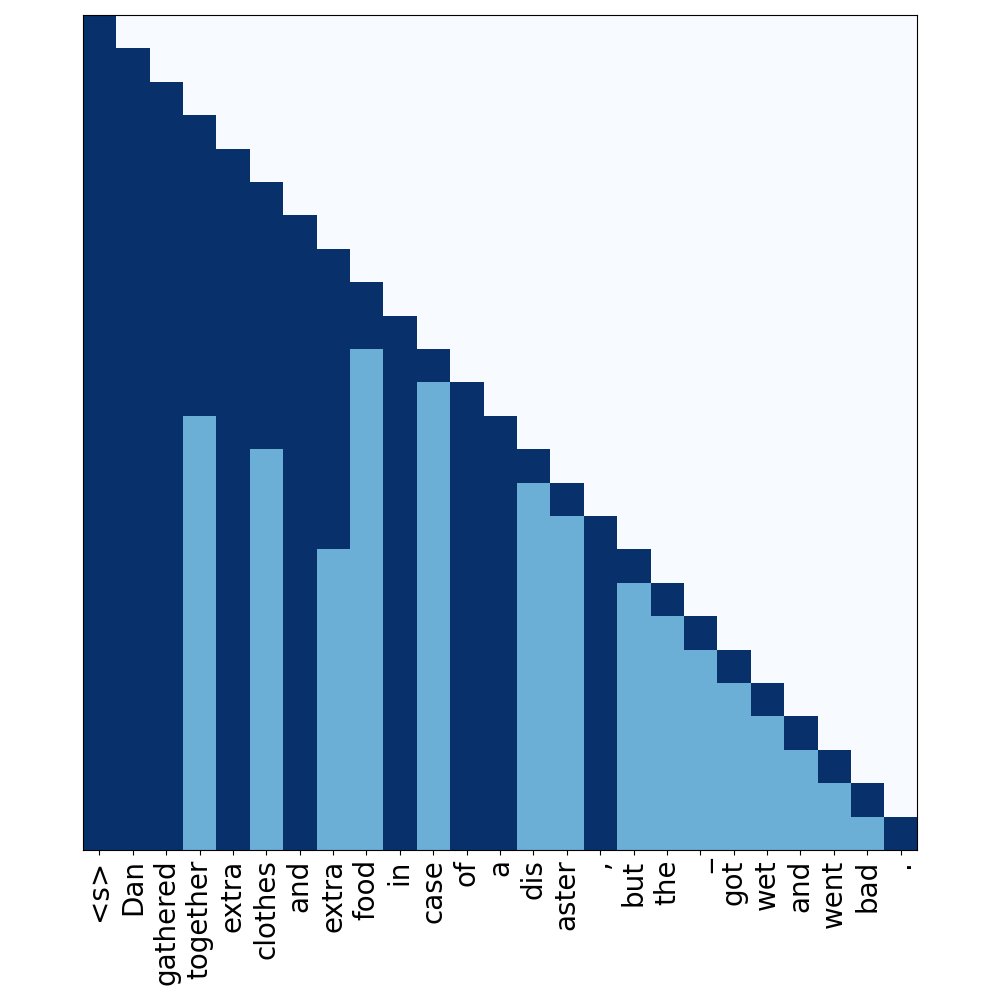 <s> Dan gathered together extra clothes and extra food in case of a dis aster , but the _ got wet and went bad .